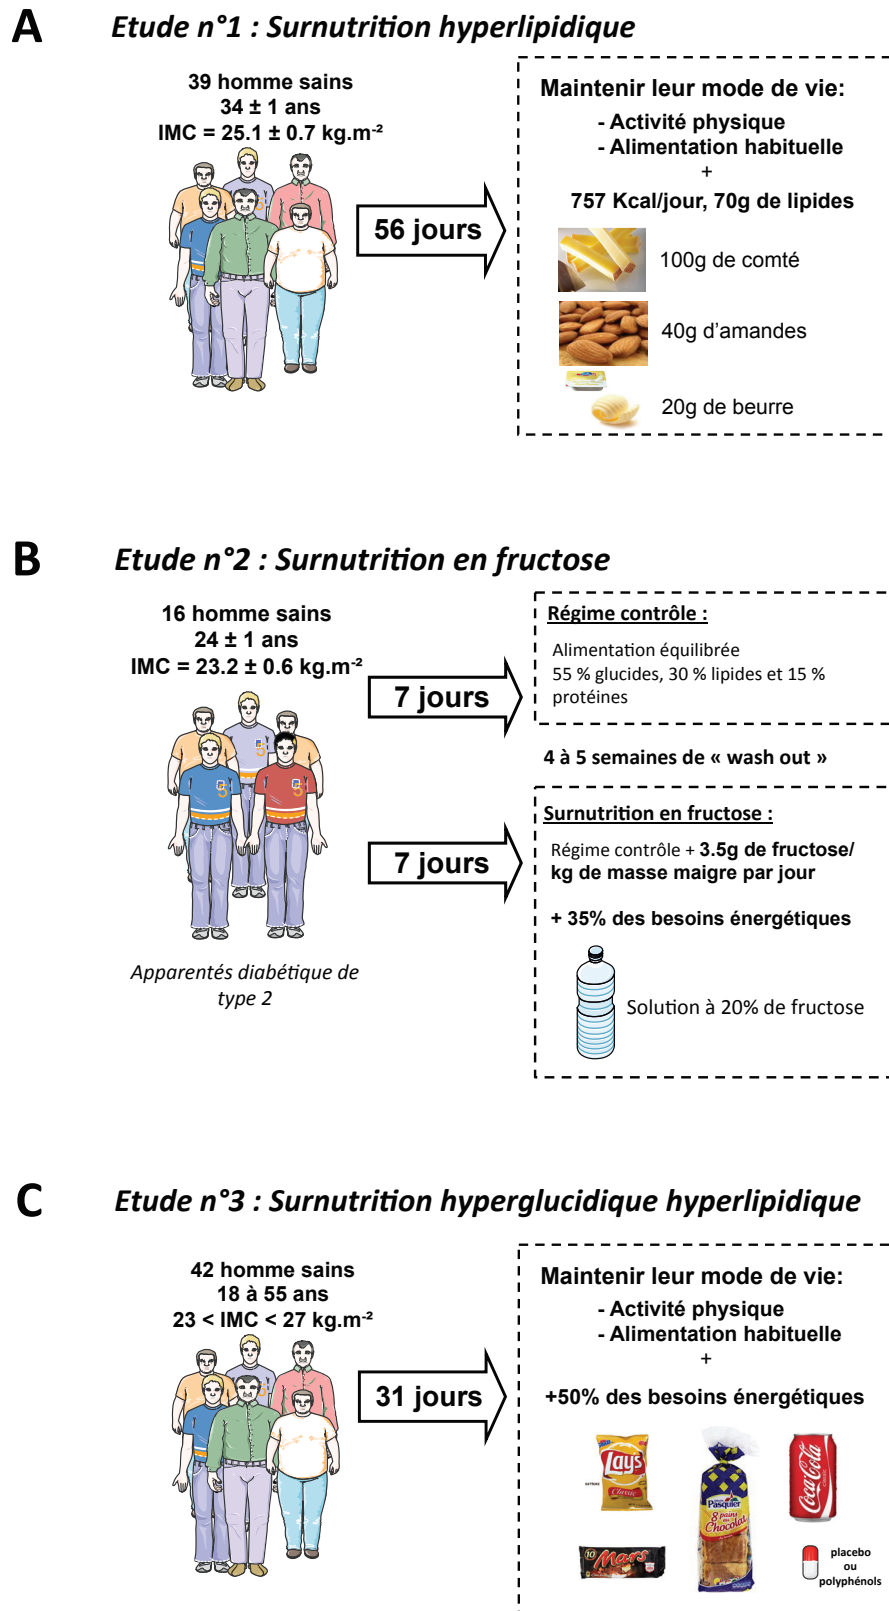 A
Etude n°1 : Surnutrition hyperlipidique
39 homme sains
34 ± 1 ans
IMC = 25.1 ± 0.7 kg.m-²
56 jours
Maintenir leur mode de vie:
- Activité physique
- Alimentation habituelle
+
757 Kcal/jour, 70g de lipides
100g de comté
40g d'amandes
20g de beurre
B
Etude n°2 : Surnutrition en fructose
16 homme sains
24 ± 1 ans
IMC = 23.2 ± 0.6 kg.m-²
Apparentés diabétique de
type 2
7 jours
Régime contrôle :
Alimentation équilibrée
55 % glucides, 30 % lipides et 15 %
protéines
4 à 5 semaines de « wash out »
7 jours
Surnutrition en fructose :
Régime contrôle + 3.5g de fructose/
kg de masse maigre par jour
+ 35% des besoins énergétiques
Solution à 20% de fructose
C
Etude n°3 : Surnutrition hyperglucidique hyperlipidique
42 homme sains
18 à 55 ans
23 < IMC < 27 kg.m-²
31 jours
Maintenir leur mode de vie:
- Activité physique
- Alimentation habituelle
+
+50% des besoins énergétiques
Lay's
Classic
Pasquier
8 pains
au
Chocolat
Coca-Cola
10
Mars
placebo
ou
polyphénols